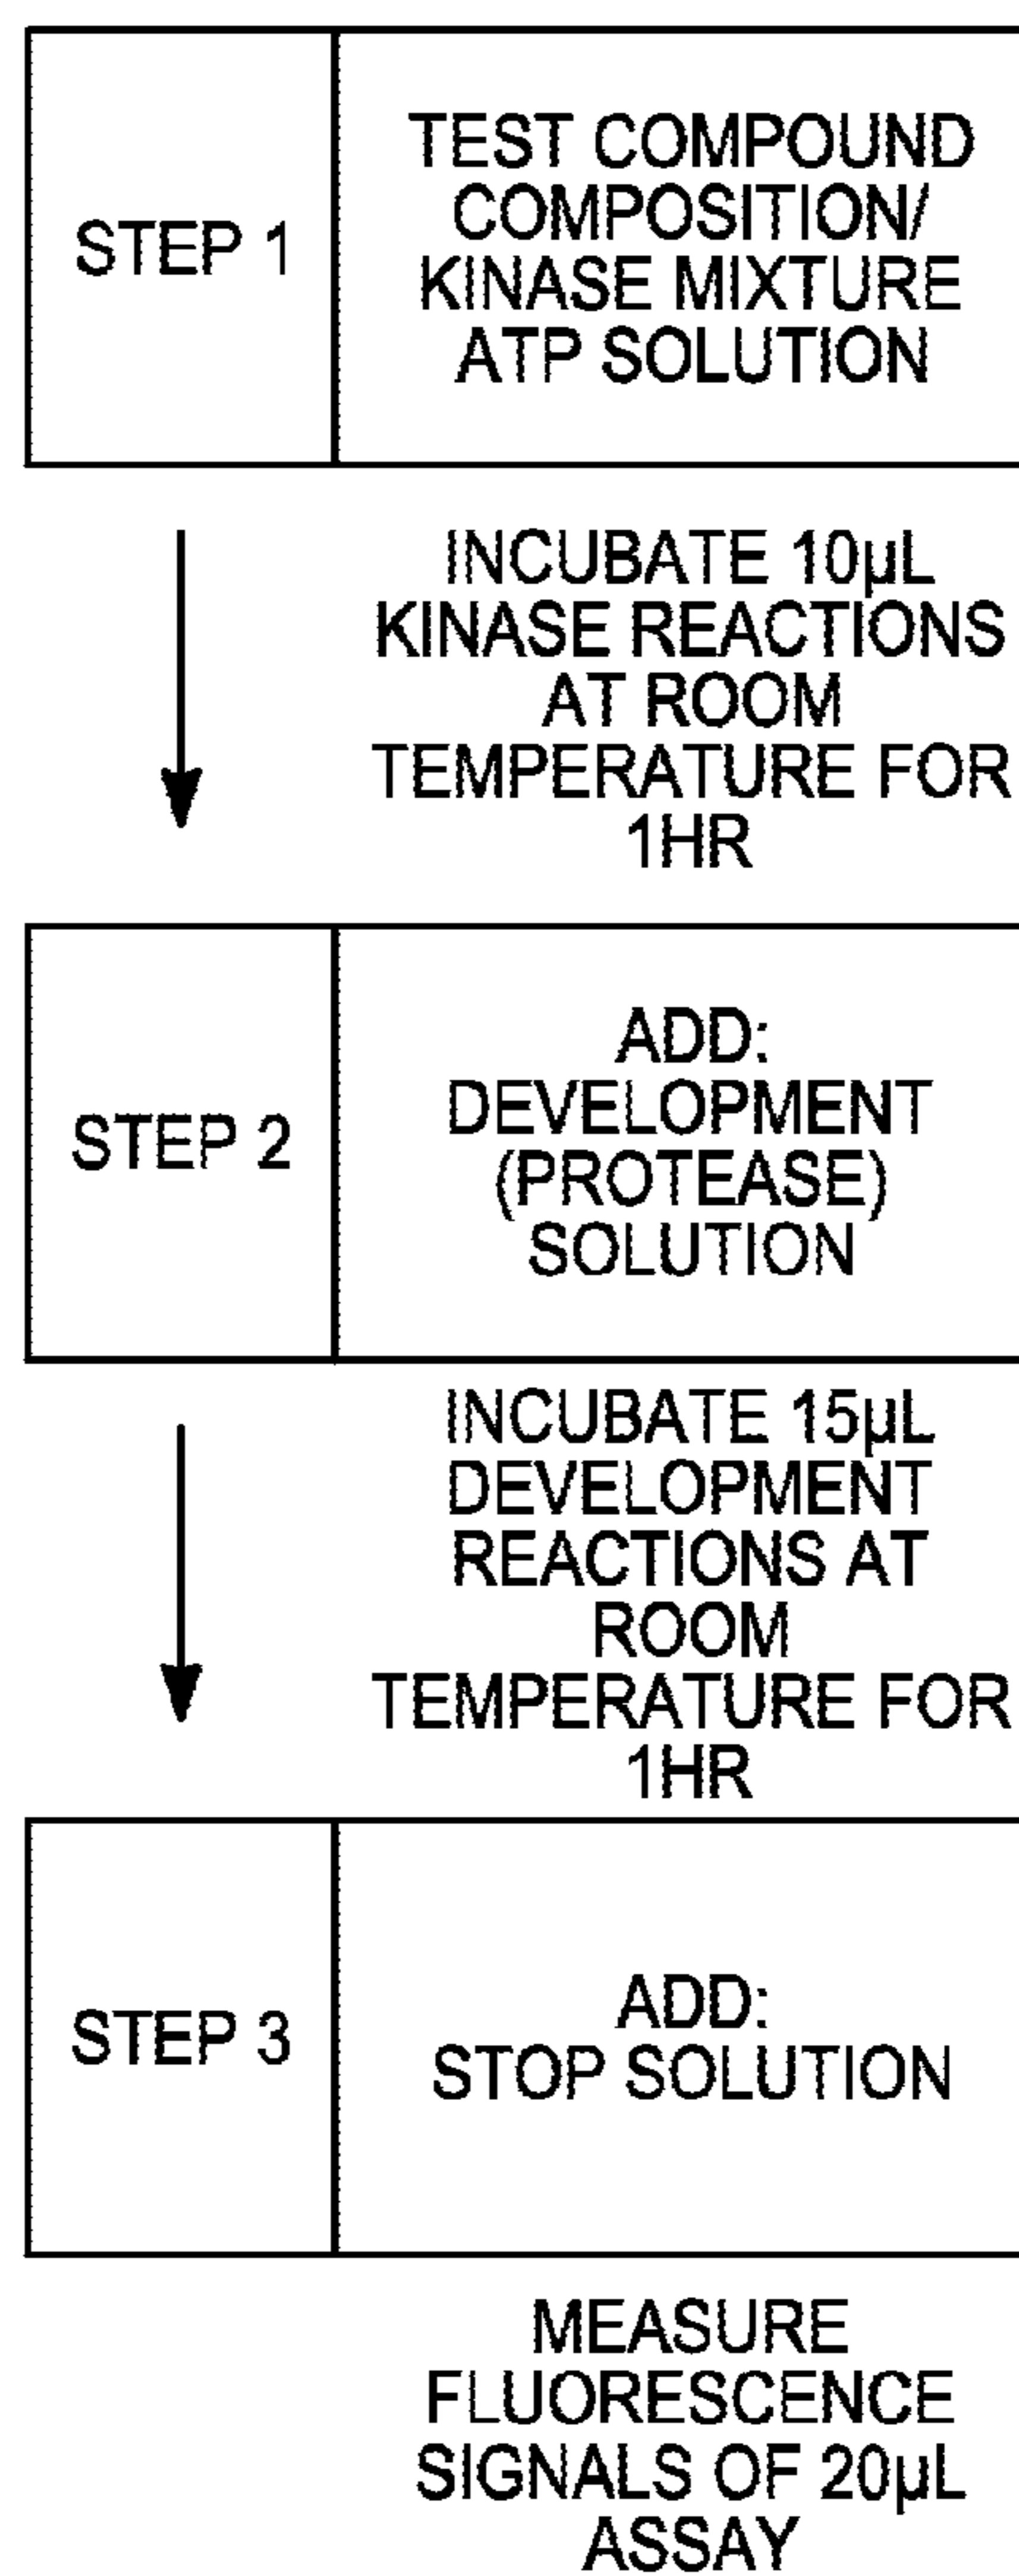 STEP 1
TEST COMPOUND
COMPOSITION/
KINASE MIXTURE
ATP SOLUTION
INCUBATE 10µL
KINASE REACTIONS
AT ROOM
TEMPERATURE FOR
1HR
STEP 2
ADD:
DEVELOPMENT
(PROTEASE)
SOLUTION
INCUBATE 15µL
DEVELOPMENT
REACTIONS AT
ROOM
TEMPERATURE FOR
1HR
STEP 3
ADD:
STOP SOLUTION
MEASURE
FLUORESCENCE
SIGNALS OF 20µL
ASSAY